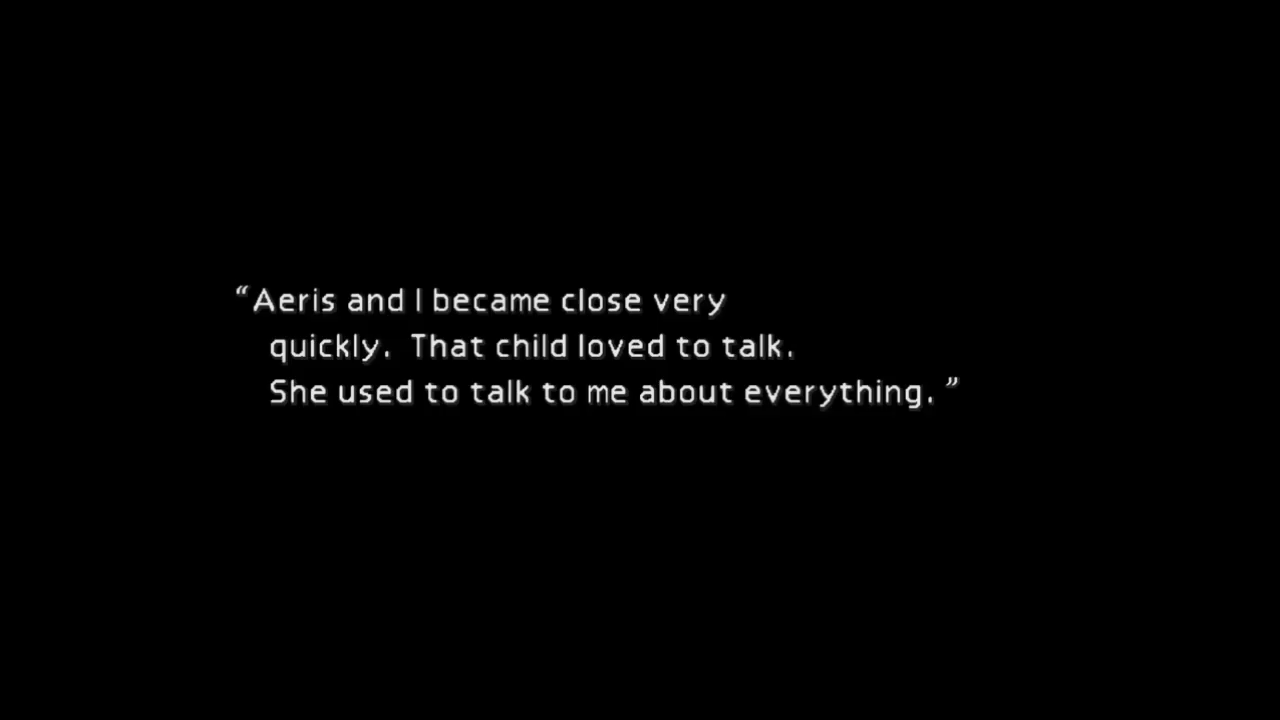 “Aeris and I became close very
quickly. That child loved to talk.
She used to talk to me about everything.”